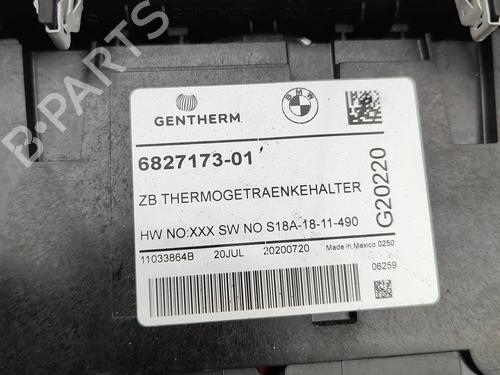 B-PARTS
GENTHERM
BMW
6827173-01
ZB THERMOGETRAENKEHALTER
HW NO:XXX SW NO S18A-18-11-490
11033864B 20JUL 20200720 Made in Mexico 0250
06259
G20220